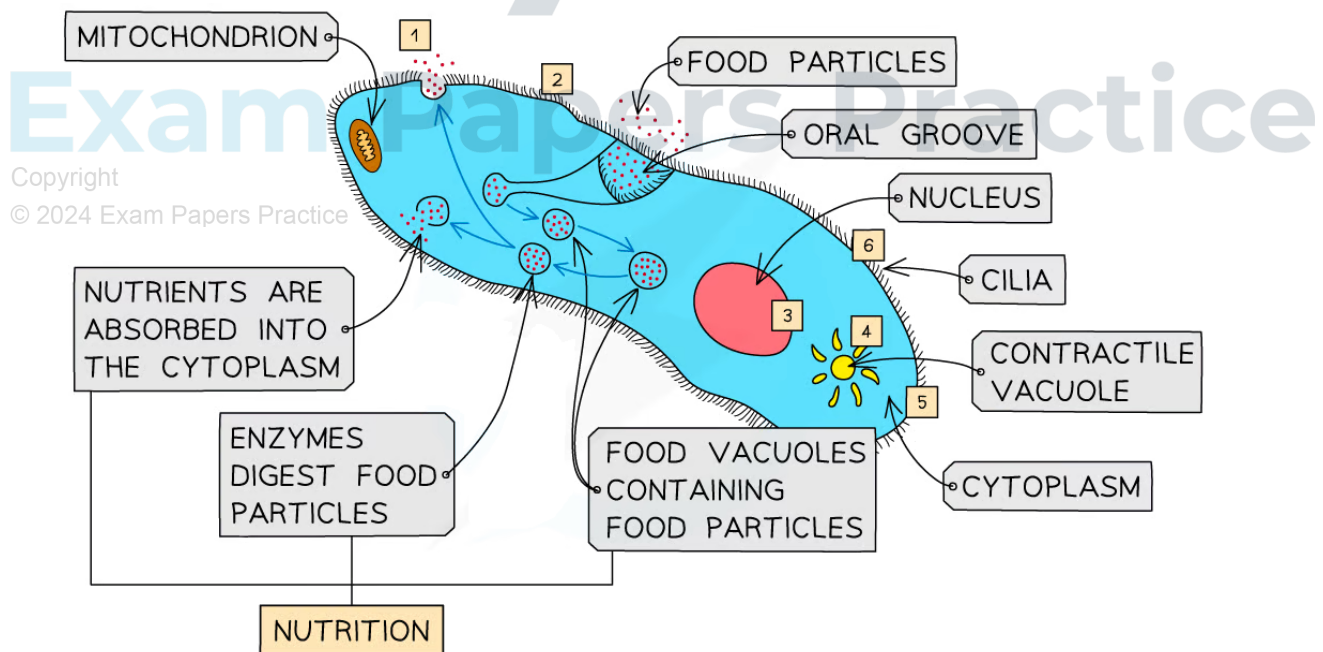 MITOCHONDRION
1
2
FOOD PARTICLES
Exam Papers Practice
ORAL GROOVE
Copyright
© 2024 Exam Papers Practice
NUCLEUS
6
CILIA
NUTRIENTS ARE
ABSORBED INTO
THE CYTOPLASM
3
4
CONTRACTILE
VACUOLE
5
ENZYMES
DIGEST FOOD
PARTICLES
FOOD VACUOLES
CONTAINING
FOOD PARTICLES
CYTOPLASM
NUTRITION